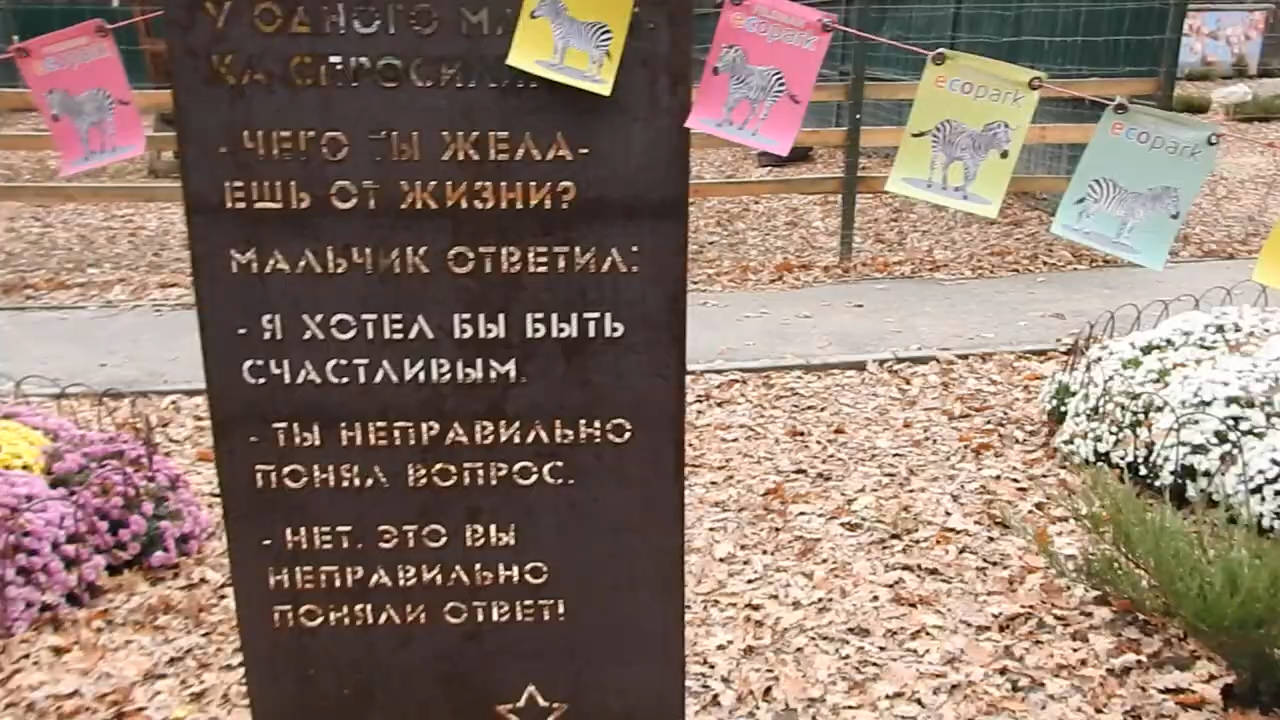 У ОДНОГО
КА СПРОСИЛИ
- ЧЕГО ТЫ ЖЕЛА-
ЕШЬ ОТ ЖИЗНИ?
МАЛЬЧИК ОТВЕТИЛ:
- Я ХОТЕЛ БЫ БЫТЬ
СЧАСТЛИВЫМ.
- ТЫ НЕПРАВИЛЬНО
ПОНЯЛ ВОПРОС.
- НЕТ. ЭТО ВЫ
НЕПРАВИЛЬНО
ПОНЯЛИ ОТВЕТ!
ecopark
ecopark
ecopark
ecopark